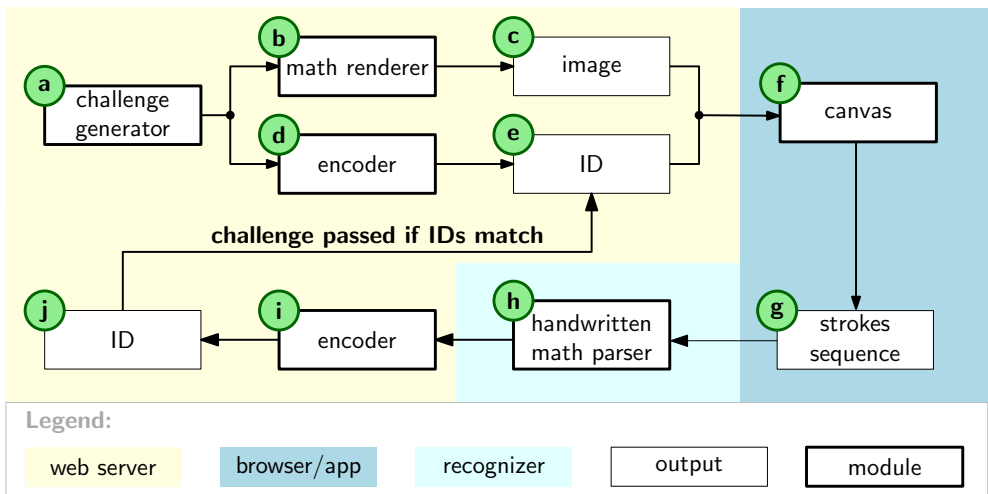 a
challenge
generator
b
math renderer
c
image
d
encoder
e
ID
f
canvas
challenge passed if IDs match
j
ID
i
encoder
h
handwritten
math parser
g
strokes
sequence
Legend:
web server
browser/app
recognizer
output
module